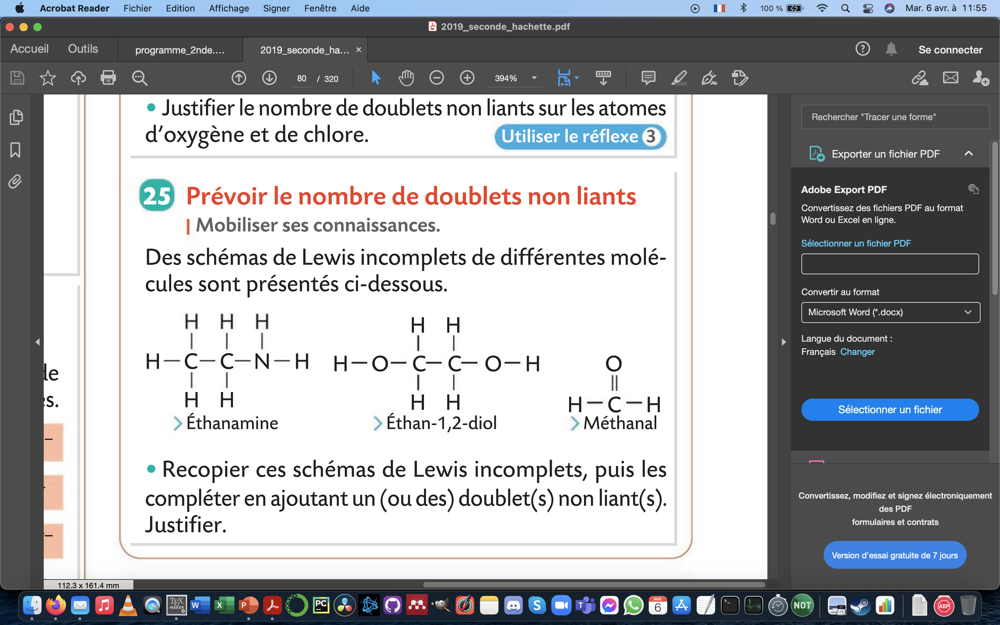 Acrobat Reader Fichier Edition Affichage Signer Fenêtre Aide 100 % Mar. 6 avr. à 11:55
2019_seconde_hachette.pdf
Accueil Outils programme_2nde.... 2019_seconde_ha... × Se connecter
80 / 320 394%
• Justifier le nombre de doublets non liants sur les atomes
d’oxygène et de chlore. Utiliser le réflexe 3
25 Prévoir le nombre de doublets non liants
Mobiliser ses connaissances.
Des schémas de Lewis incomplets de différentes molé-
cules sont présentés ci-dessous.
H H H
H—C—C—N—H
H H
Éthanamine
H H
H—O—C—C—O—H
H H
Éthan-1,2-diol
O
H—C—H
Méthanal
• Recopier ces schémas de Lewis incomplets, puis les
compléter en ajoutant un (ou des) doublet(s) non liant(s).
Justifier.
es.
112.3 x 161.4 mm
Rechercher "Tracer une forme"
Exporter un fichier PDF
Adobe Export PDF
Convertissez des fichiers PDF au format
Word ou Excel en ligne.
Sélectionner un fichier PDF
Convertir au format
Microsoft Word (*.docx)
Langue du document :
Français Changer
Sélectionner un fichier
Convertissez, modifiez et signez électroniquement
des PDF
formulaires et contrats
Version d'essai gratuite de 7 jours
TEX MAKER W X P PC S T AVR. 6 NOT TXT ABP